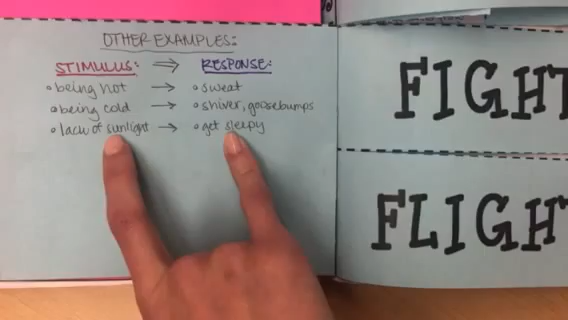 OTHER EXAMPLES:
STIMULUS: ⇒ RESPONSE:
• being hot → • sweat
• being cold → • shiver, goosebumps
• lack of sunlight → • get sleepy
FIGHT
FLIGHT